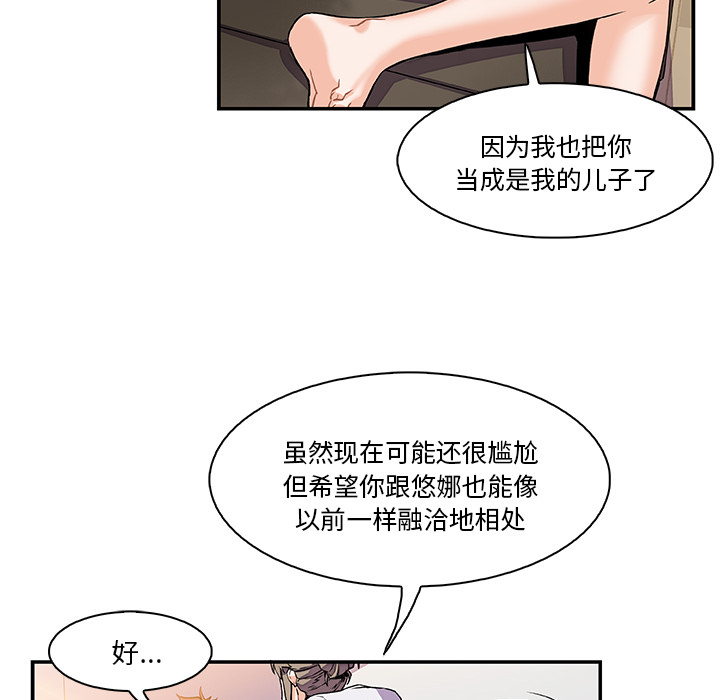 因为我也把你
当成是我的儿子了
虽然现在可能还很尴尬
但希望你跟悠娜也能像
以前一样融洽地相处
好...